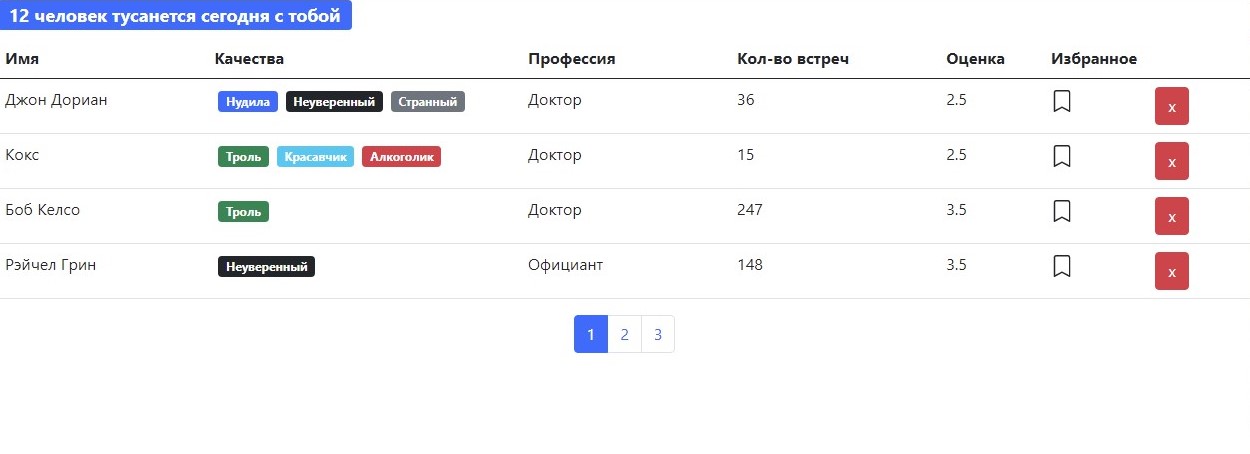 12 человек тусанется сегодня с тобой
Имя Качества Профессия Кол-во встреч Оценка Избранное
Джон Дориан Нудила Неуверенный Странный Доктор 36 2.5 x
Кокс Троль Красавчик Алкоголик Доктор 15 2.5 x
Боб Келсо Троль Доктор 247 3.5 x
Рэйчел Грин Неуверенный Официант 148 3.5 x
1 2 3